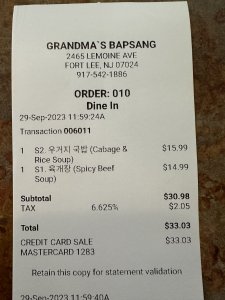 GRANDMA`S BAPSANG
2465 LEMOINE AVE
FORT LEE, NJ 07024
917-542-1886
ORDER: 010
Dine In
29-Sep-2023 11:59:24A
Transaction 006011
1 S2. 우거지 국밥 (Cabage & $15.99
Rice Soup)
1 S1. 육개장 (Spicy Beef $14.99
Soup)
Subtotal $30.98
TAX 6.625% $2.05
Total $33.03
CREDIT CARD SALE $33.03
MASTERCARD 1283
Retain this copy for statement validation
29-Sep-2023 11:59:40A